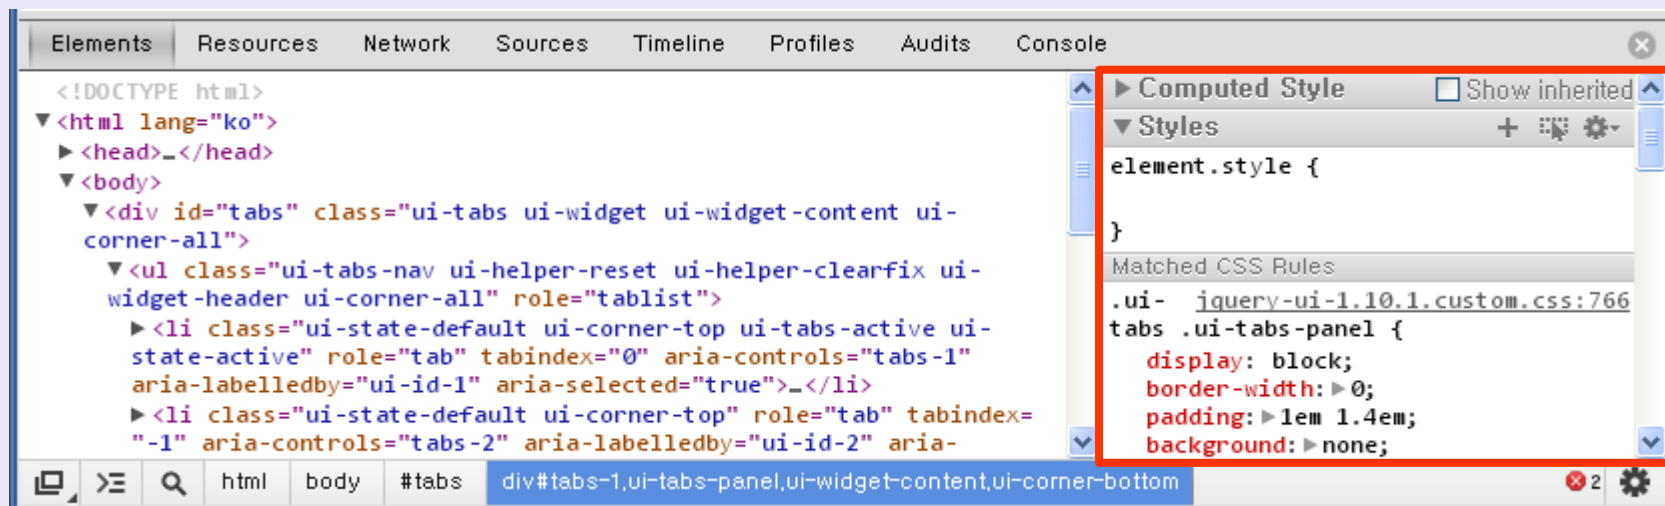 Elements Resources Network Sources Timeline Profiles Audits Console
<!DOCTYPE html>
▼<html lang="ko">
▶<head>…</head>
▼<body>
▼<div id="tabs" class="ui-tabs ui-widget ui-widget-content ui-
corner-all">
▼<ul class="ui-tabs-nav ui-helper-reset ui-helper-clearfix ui-
widget-header ui-corner-all" role="tablist">
▶<li class="ui-state-default ui-corner-top ui-tabs-active ui-
state-active" role="tab" tabindex="0" aria-controls="tabs-1"
aria-labelledby="ui-id-1" aria-selected="true">…</li>
▶<li class="ui-state-default ui-corner-top" role="tab" tabindex=
"-1" aria-controls="tabs-2" aria-labelledby="ui-id-2" aria-
▶ Computed Style Show inherited
▼ Styles
element.style {
}
Matched CSS Rules
.ui- jquery-ui-1.10.1.custom.css:766
tabs .ui-tabs-panel {
display: block;
border-width:▶0;
padding:▶1em 1.4em;
background:▶none;
html body #tabs div#tabs-1.ui-tabs-panel.ui-widget-content.ui-corner-bottom 2